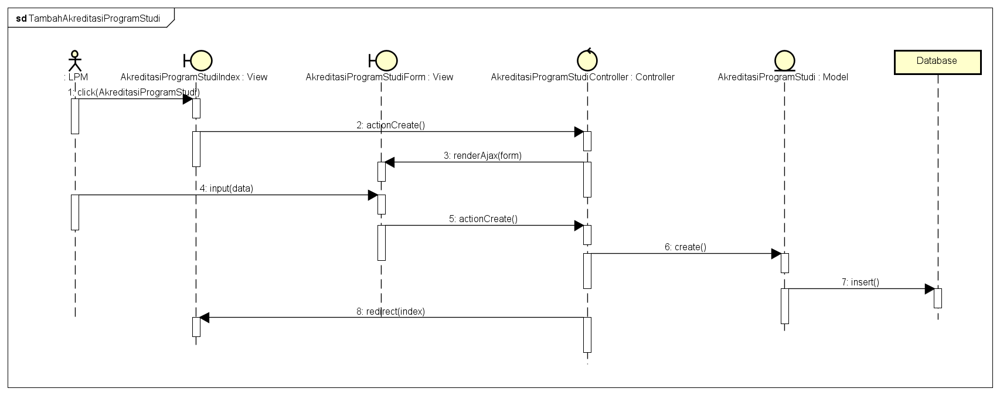 sd TambahAkreditasiProgramStudi
: LPM
AkreditasiProgramStudiIndex : View
AkreditasiProgramStudiForm : View
AkreditasiProgramStudiController : Controller
AkreditasiProgramStudi : Model
Database
1: click(AkreditasiProgramStudi)
2: actionCreate()
3: renderAjax(form)
4: input(data)
5: actionCreate()
6: create()
7: insert()
8: redirect(index)